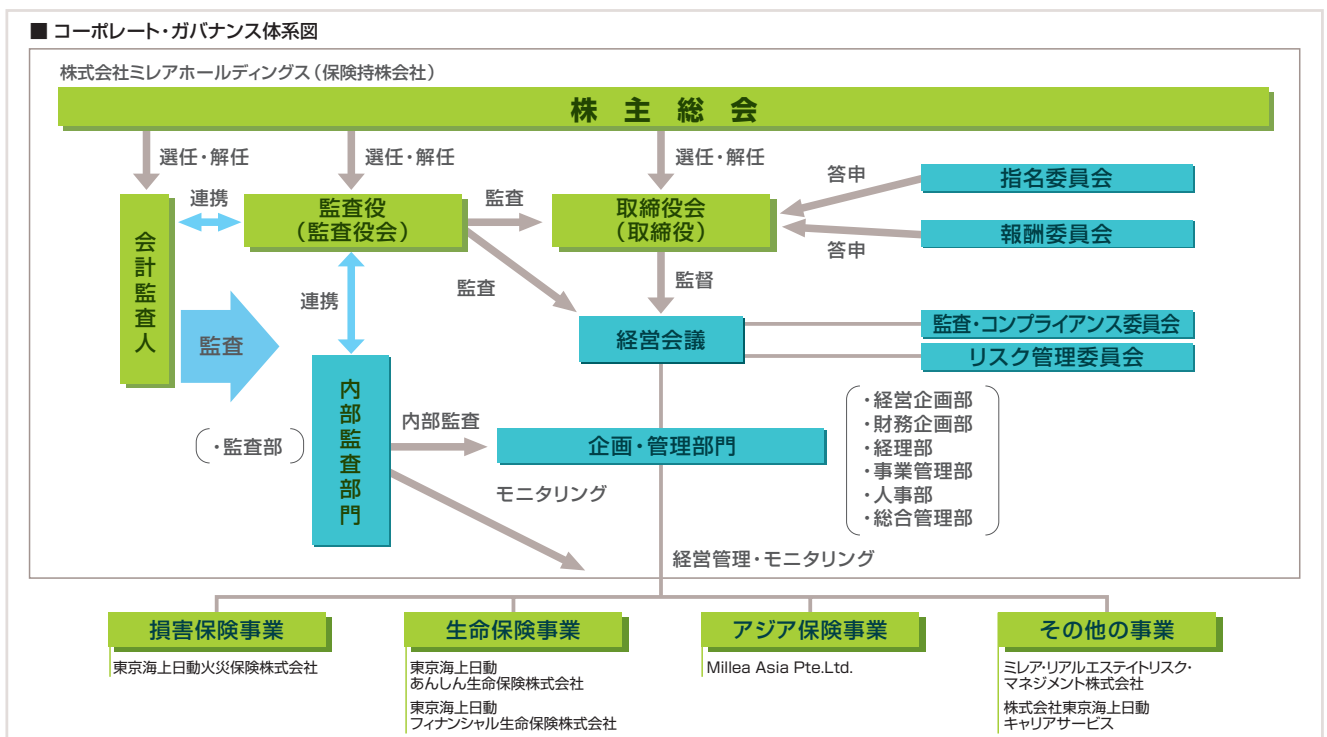 ■ コーポレート・ガバナンス体系図
株式会社ミレアホールディングス(保険持株会社)
株主総会
選任・解任
選任・解任
選任・解任
答申
指名委員会
会計監査人
連携
監査役
(監査役会)
監査
取締役会
(取締役)
報酬委員会
答申
監査
連携
監査
監督
経営会議
監査・コンプライアンス委員会
リスク管理委員会
・監査部
内部監査部門
内部監査
企画・管理部門
・経営企画部
・財務企画部
・経理部
・事業管理部
・人事部
・総合管理部
モニタリング
経営管理・モニタリング
損害保険事業
東京海上日動火災保険株式会社
生命保険事業
東京海上日動
あんしん生命保険株式会社
東京海上日動
フィナンシャル生命保険株式会社
アジア保険事業
Millea Asia Pte.Ltd.
その他の事業
ミレア・リアルエステイトリスク・
マネジメント株式会社
株式会社東京海上日動
キャリアサービス